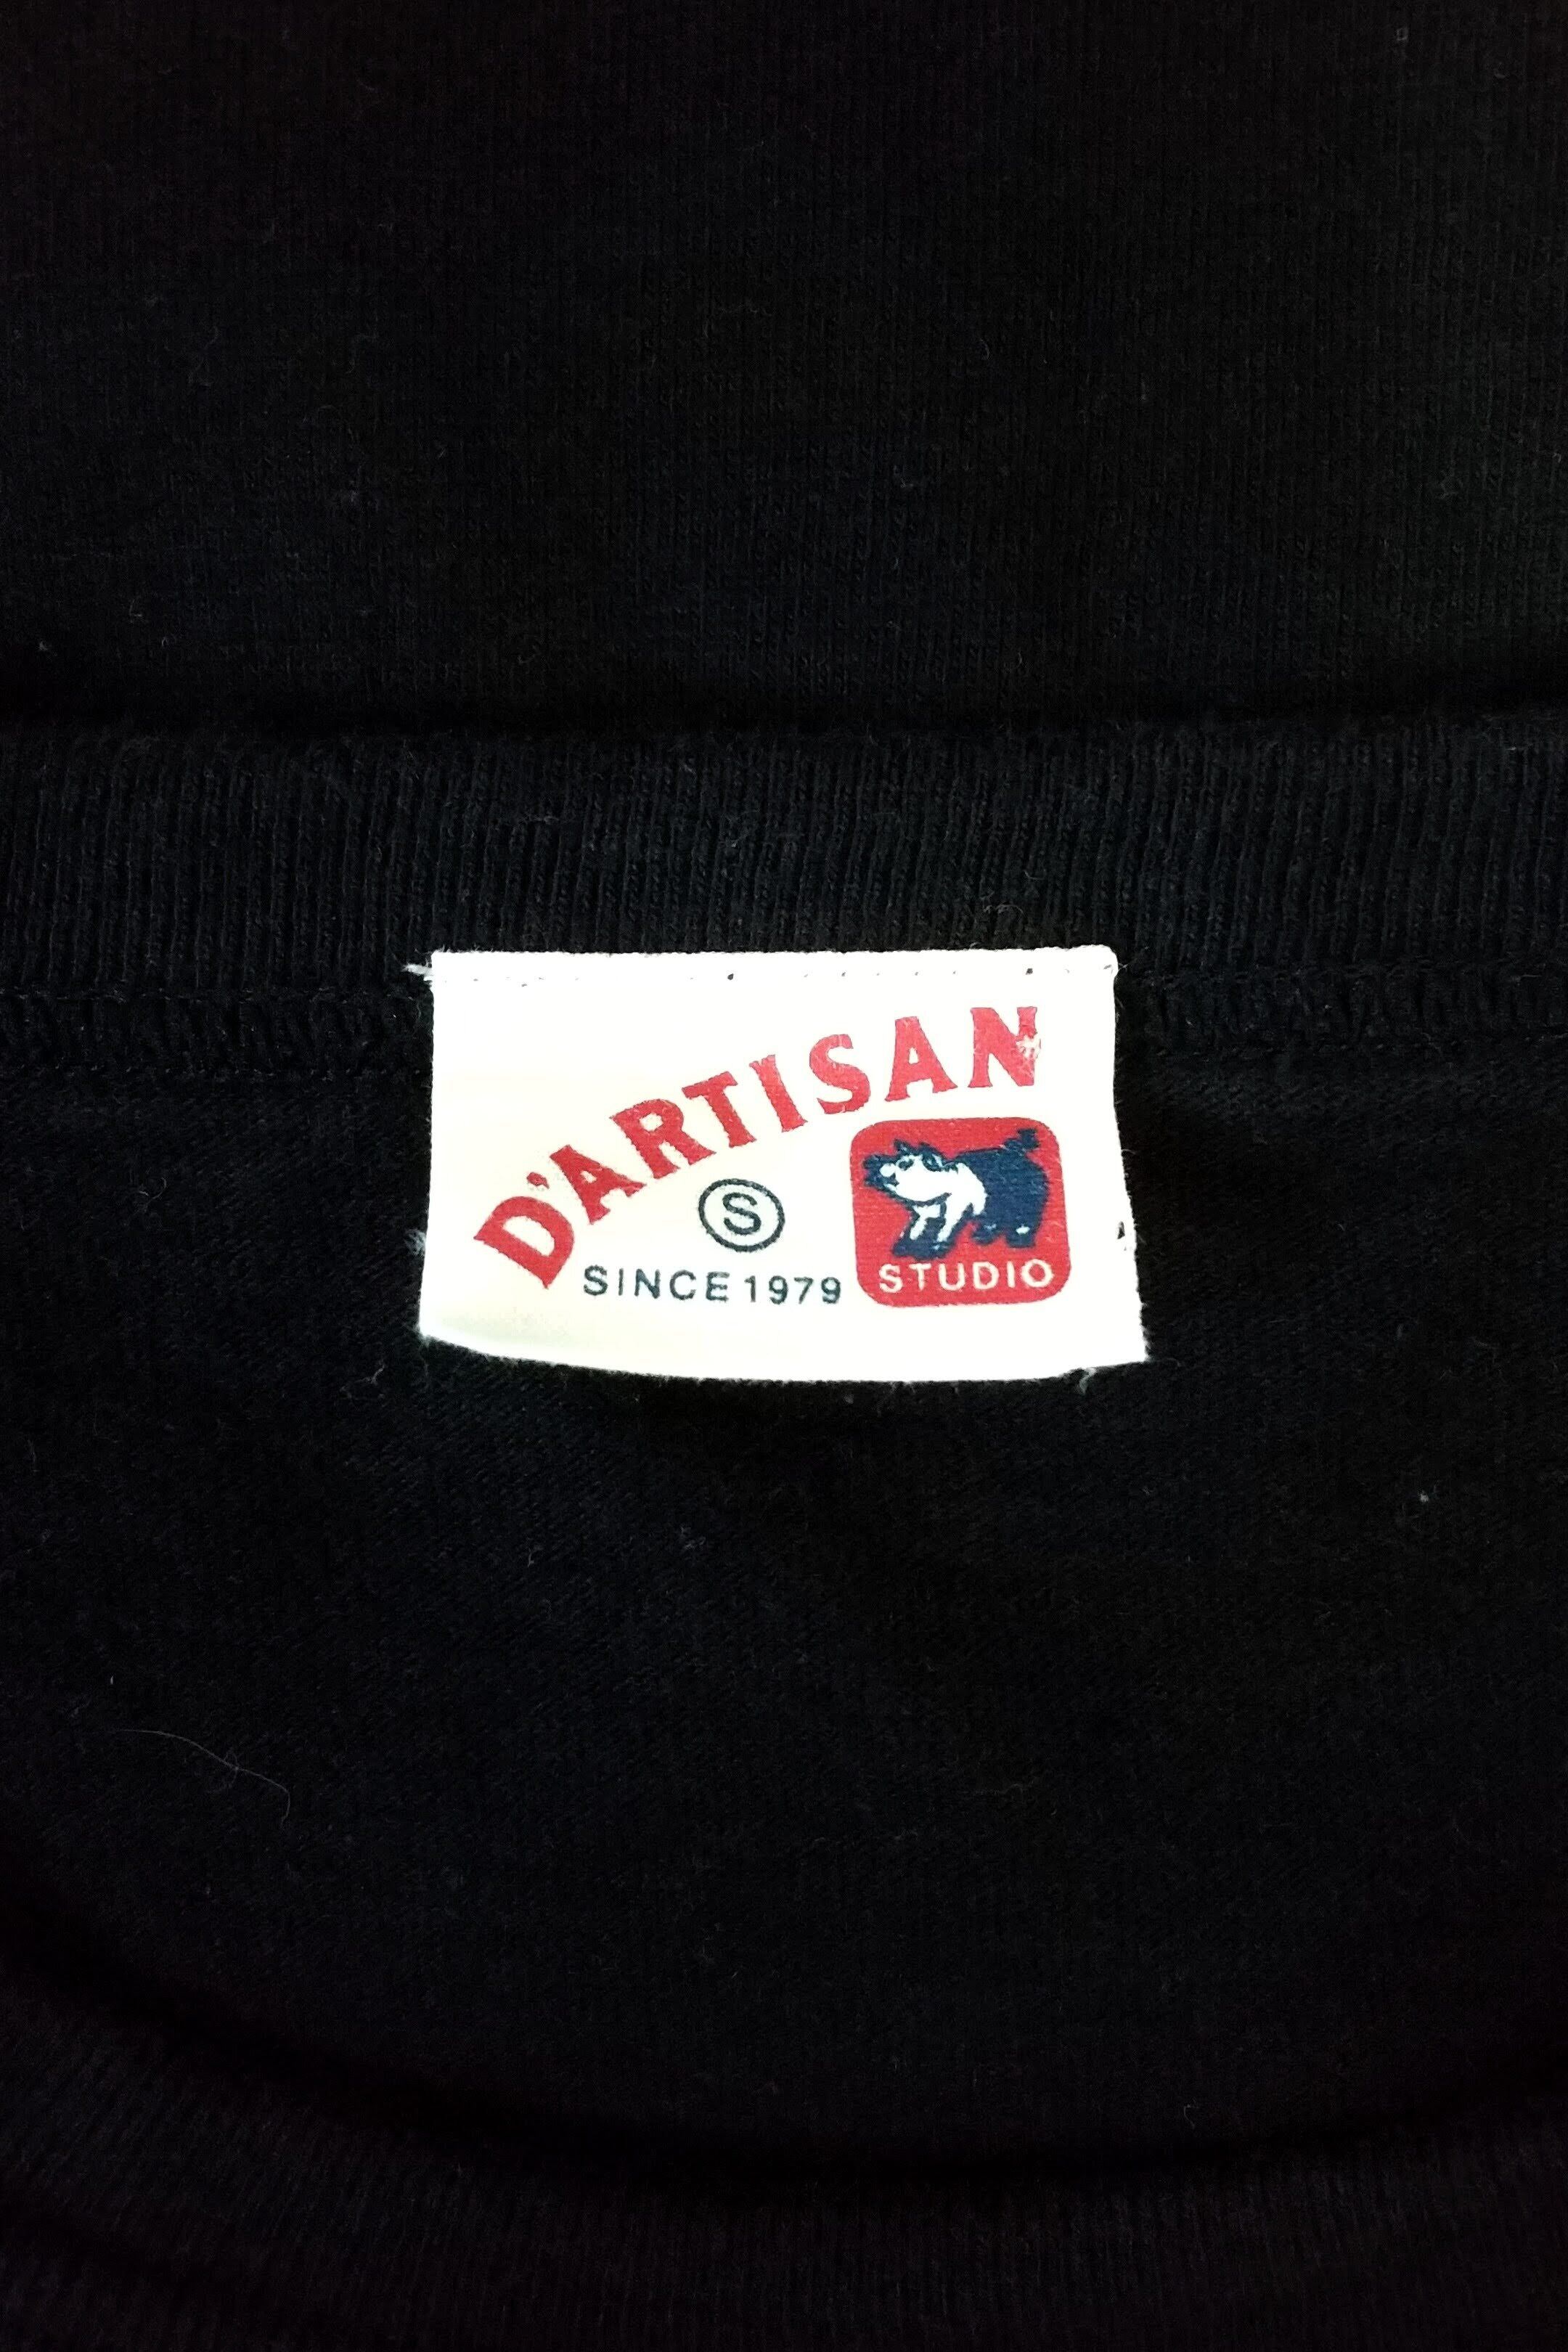 D'ARTISAN
S
SINCE 1979
STUDIO